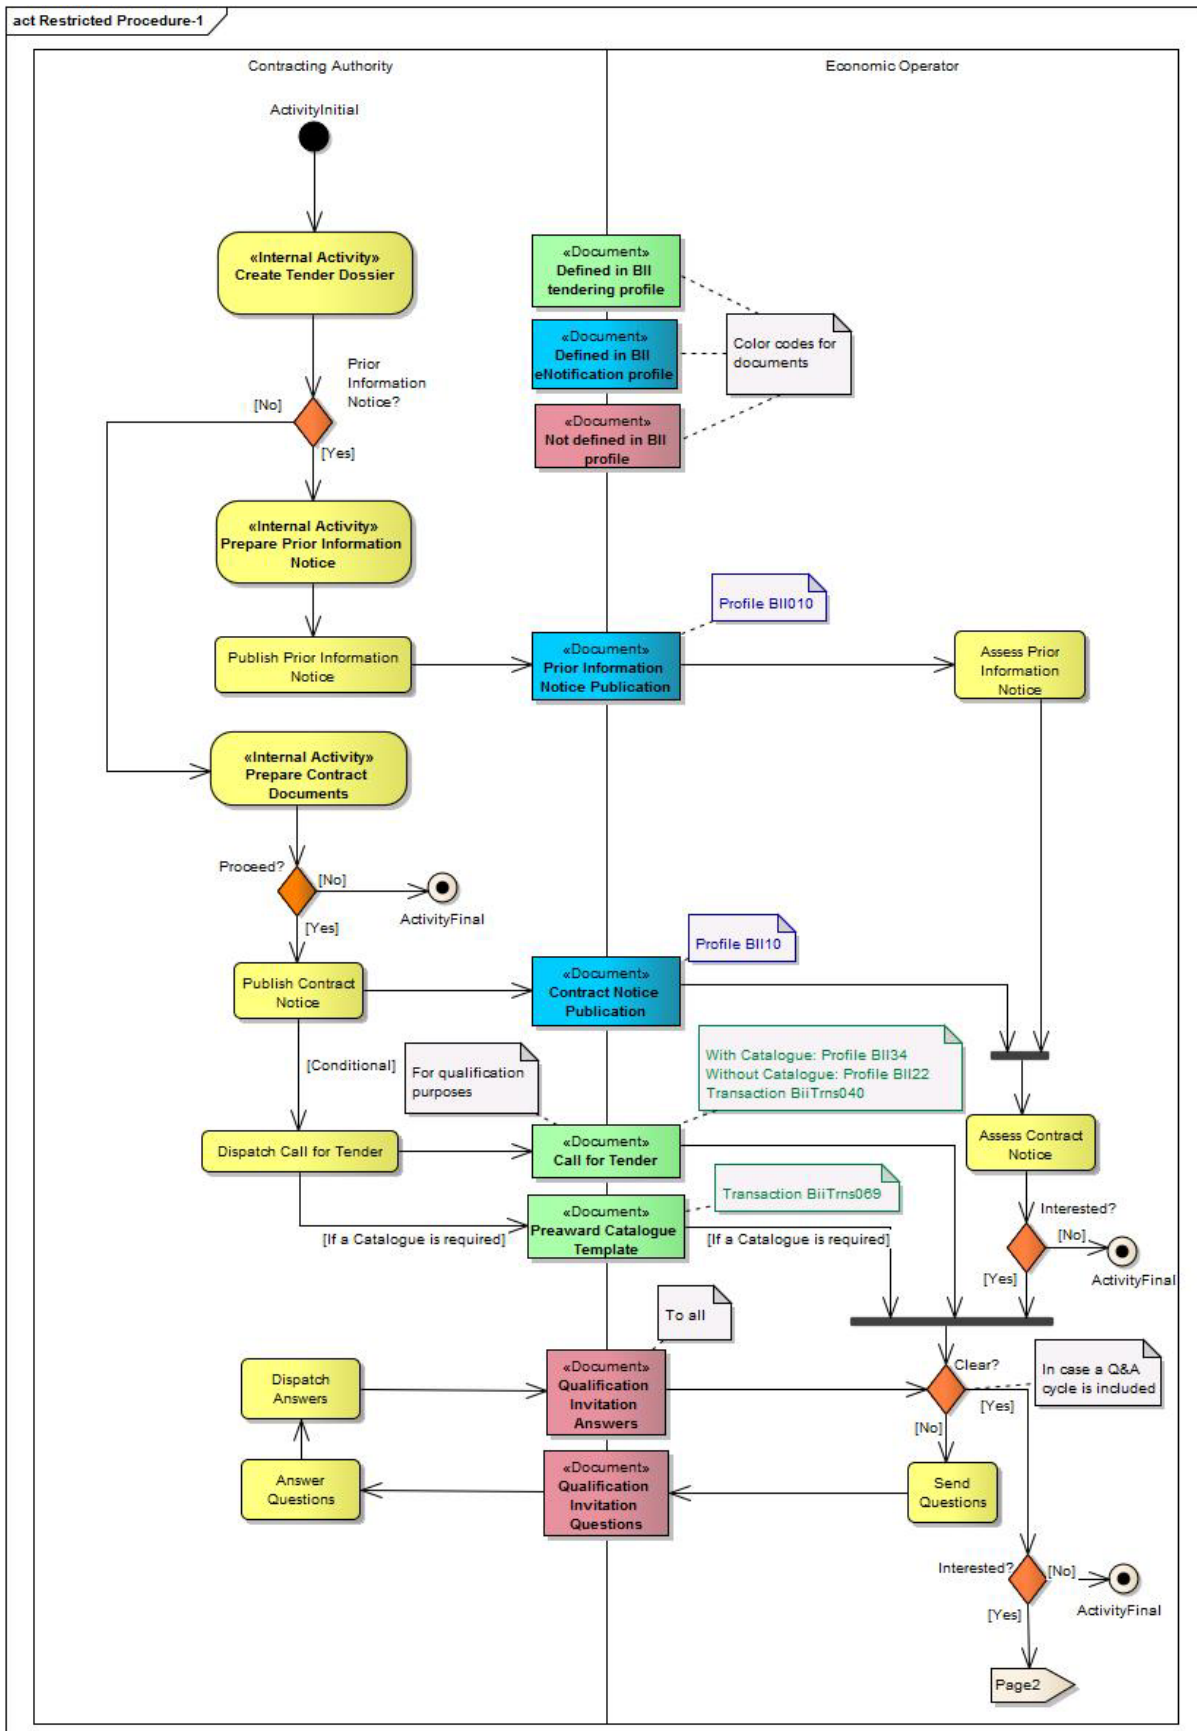 act Restricted Procedure-1
Contracting Authority
Economic Operator
ActivityInitial
«Internal Activity»
Create Tender Dossier
«Document»
Defined in BII
tendering profile
«Document»
Defined in BII
eNotification profile
Color codes for
documents
«Document»
Not defined in BII
profile
Prior
Information
Notice?
[No]
[Yes]
«Internal Activity»
Prepare Prior Information
Notice
Profile BII010
Publish Prior Information
Notice
«Document»
Prior Information
Notice Publication
Assess Prior
Information
Notice
«Internal Activity»
Prepare Contract
Documents
Proceed?
[No]
ActivityFinal
[Yes]
Profile BII10
Publish Contract
Notice
«Document»
Contract Notice
Publication
[Conditional]
For qualification
purposes
With Catalogue: Profile BII34
Without Catalogue: Profile BII22
Transaction BiiTrns040
Dispatch Call for Tender
«Document»
Call for Tender
Assess Contract
Notice
Transaction BiiTrns069
«Document»
Preaward Catalogue
Template
[If a Catalogue is required]
[If a Catalogue is required]
Interested?
[No]
ActivityFinal
[Yes]
To all
Clear?
In case a Q&A
cycle is included
[Yes]
[No]
Dispatch
Answers
«Document»
Qualification
Invitation
Answers
Answer
Questions
«Document»
Qualification
Invitation
Questions
Send
Questions
Interested?
[No]
ActivityFinal
[Yes]
Page2